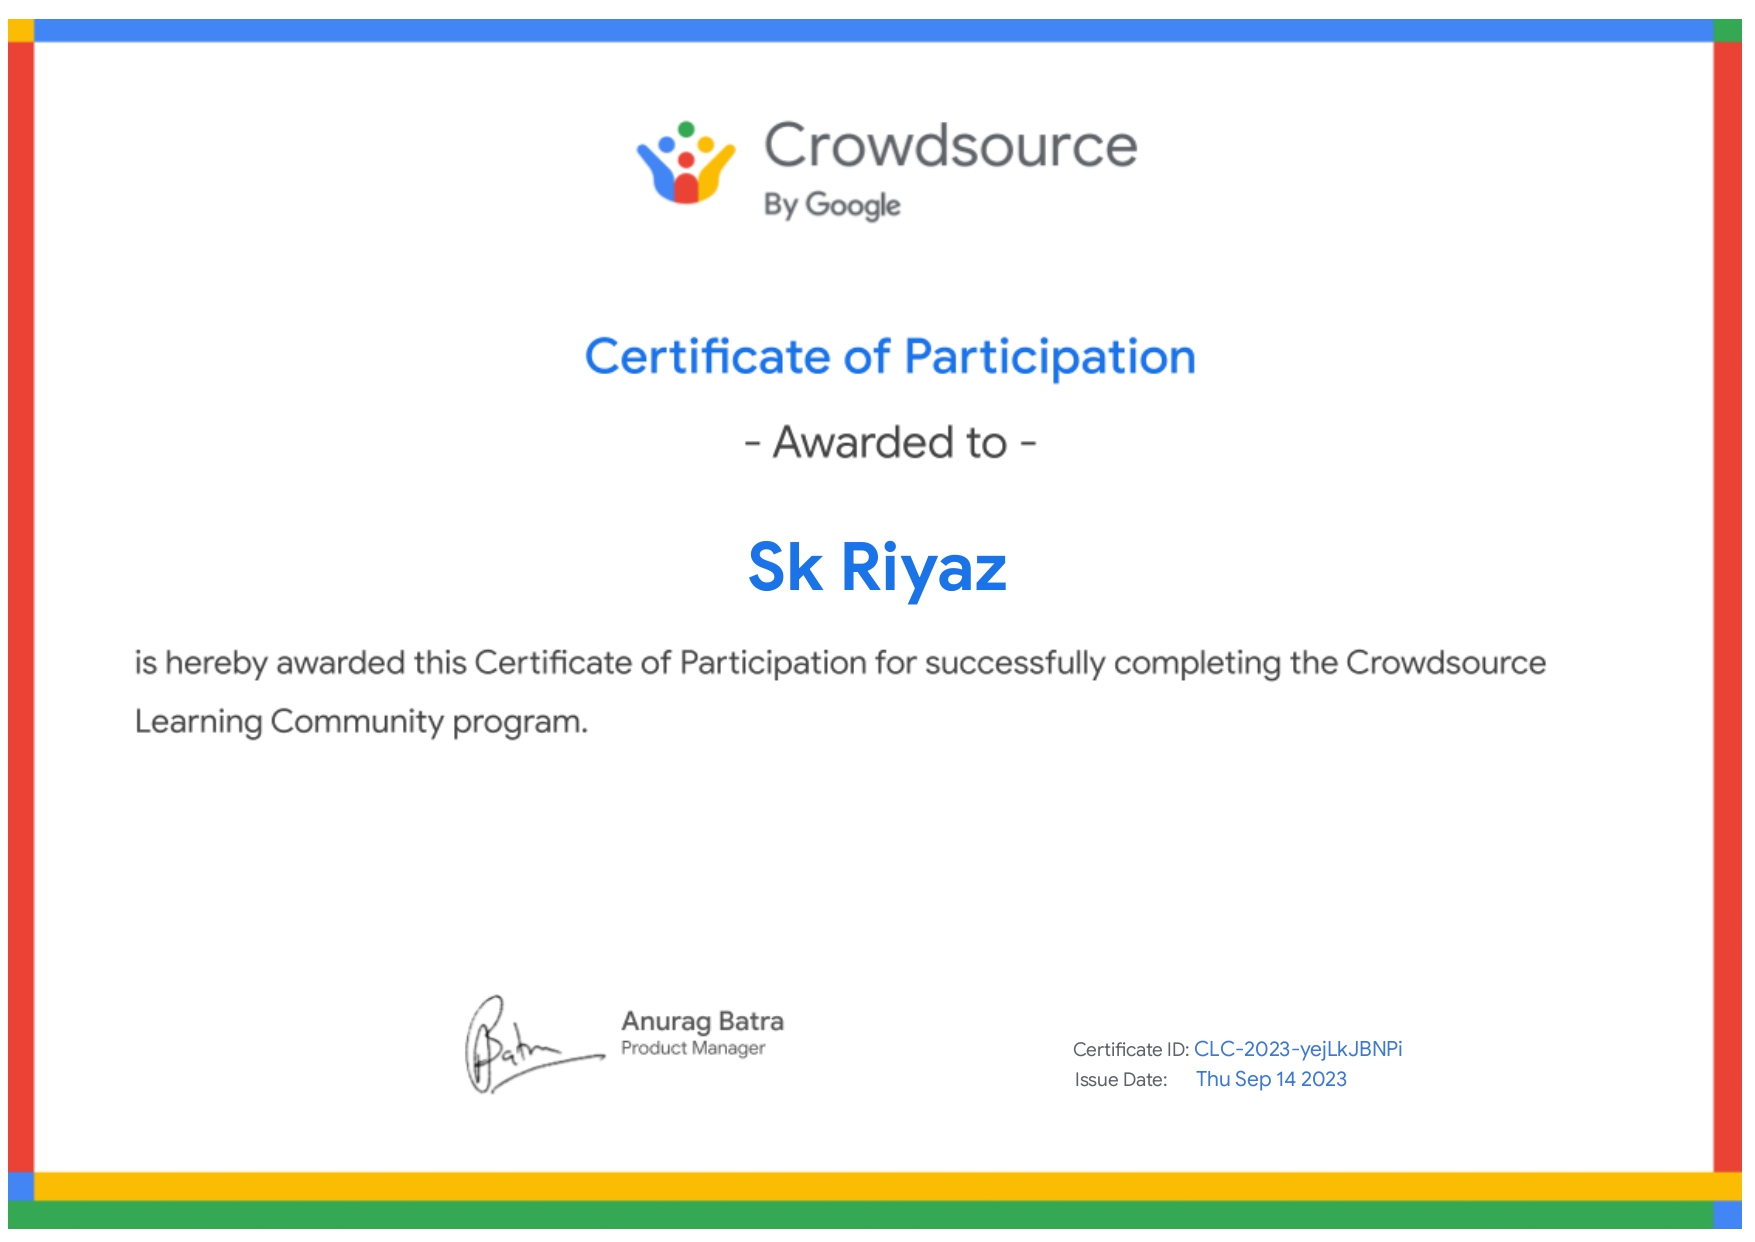 Crowdsource
By Google
Certificate of Participation
- Awarded to -
Sk Riyaz
is hereby awarded this Certificate of Participation for successfully completing the Crowdsource
Learning Community program.
Batra
Anurag Batra
Product Manager
Certificate ID: CLC-2023-yejLkJBNPi
Issue Date: Thu Sep 14 2023